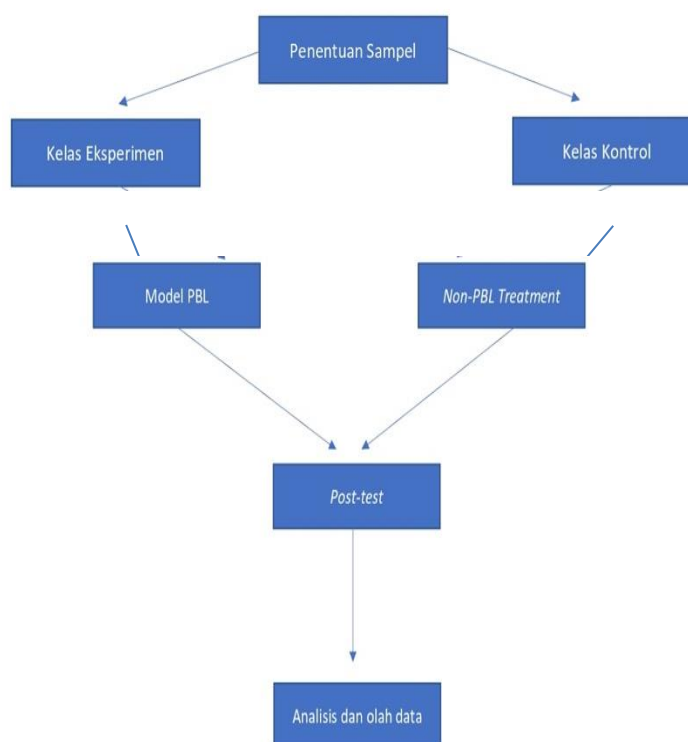 Penentuan Sampel
Kelas Eksperimen
Kelas Kontrol
Model PBL
Non-PBL Treatment
Post-test
Analisis dan olah data